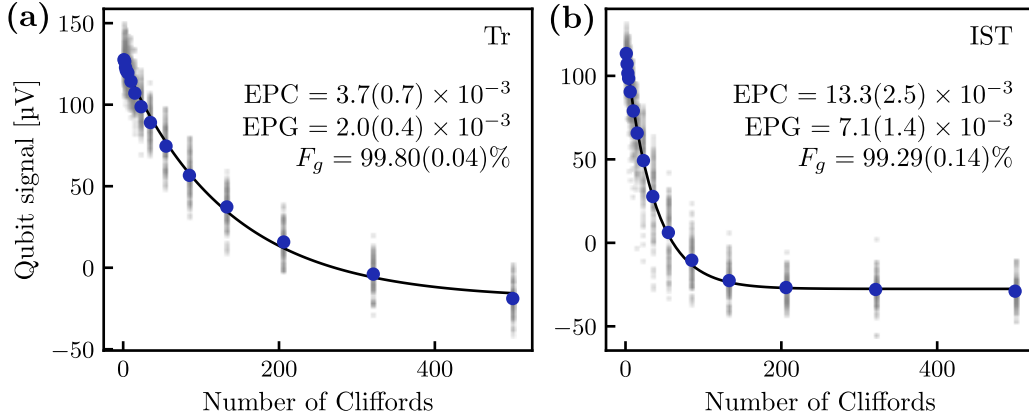 (a)
Tr
EPC = 3.7(0.7) × 10⁻³
EPG = 2.0(0.4) × 10⁻³
F_g = 99.80(0.04)%
Qubit signal [µV]
150
100
50
0
−50
0
200
400
Number of Cliffords
(b)
IST
EPC = 13.3(2.5) × 10⁻³
EPG = 7.1(1.4) × 10⁻³
F_g = 99.29(0.14)%
100
50
0
−50
0
200
400
Number of Cliffords